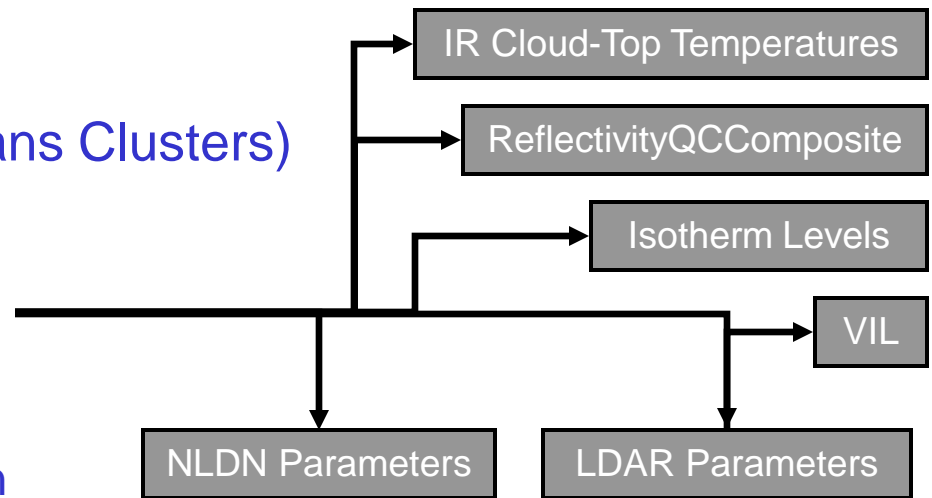 IR Cloud-Top Temperatures
ans Clusters)
ReflectivityQCComposite
Isotherm Levels
VIL
NLDN Parameters
LDAR Parameters
n